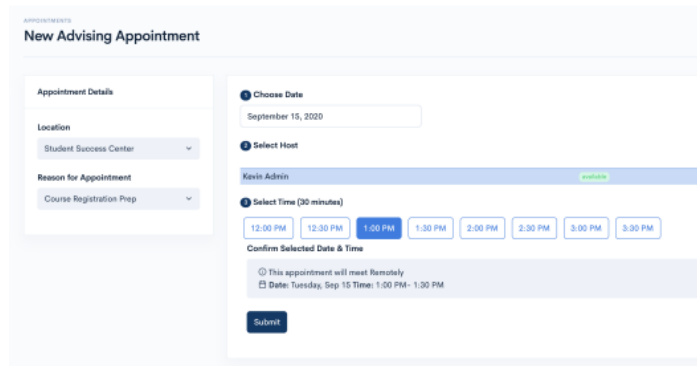 APPOINTMENTS
New Advising Appointment
Appointment Details
Location
Student Success Center
Reason for Appointment
Course Registration Prep
1 Choose Date
September 15, 2020
2 Select Host
Kevin Admin available
3 Select Time (30 minutes)
12:00 PM 12:30 PM 1:00 PM 1:30 PM 2:00 PM 2:30 PM 3:00 PM 3:30 PM
Confirm Selected Date & Time
This appointment will meet Remotely
Date: Tuesday, Sep 15 Time: 1:00 PM- 1:30 PM
Submit